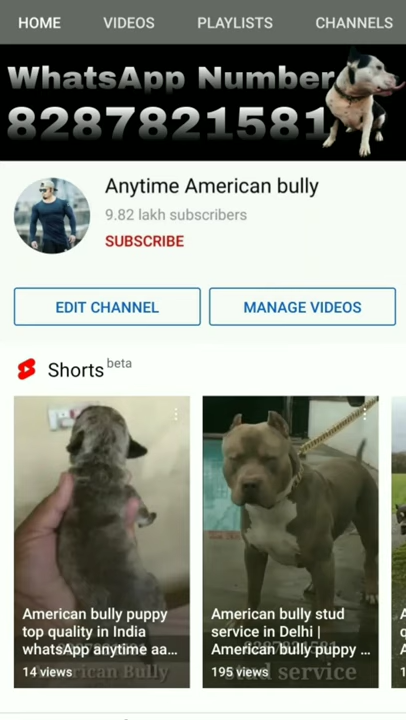 HOME VIDEOS PLAYLISTS CHANNELS
WhatsApp Number
8287821581
Anytime American bully
9.82 lakh subscribers
SUBSCRIBE
EDIT CHANNEL MANAGE VIDEOS
Shorts beta
American bully puppy
top quality in India
whatsApp anytime aa...
14 views
American bully stud
service in Delhi |
American bully puppy ...
195 views
stud service